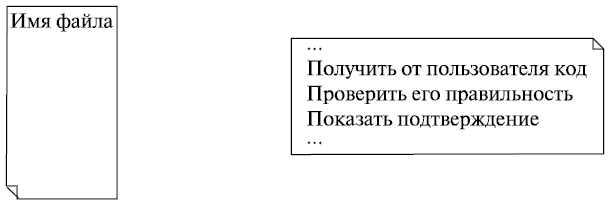 Имя файла
...
Получить от пользователя код
Проверить его правильность
Показать подтверждение
...